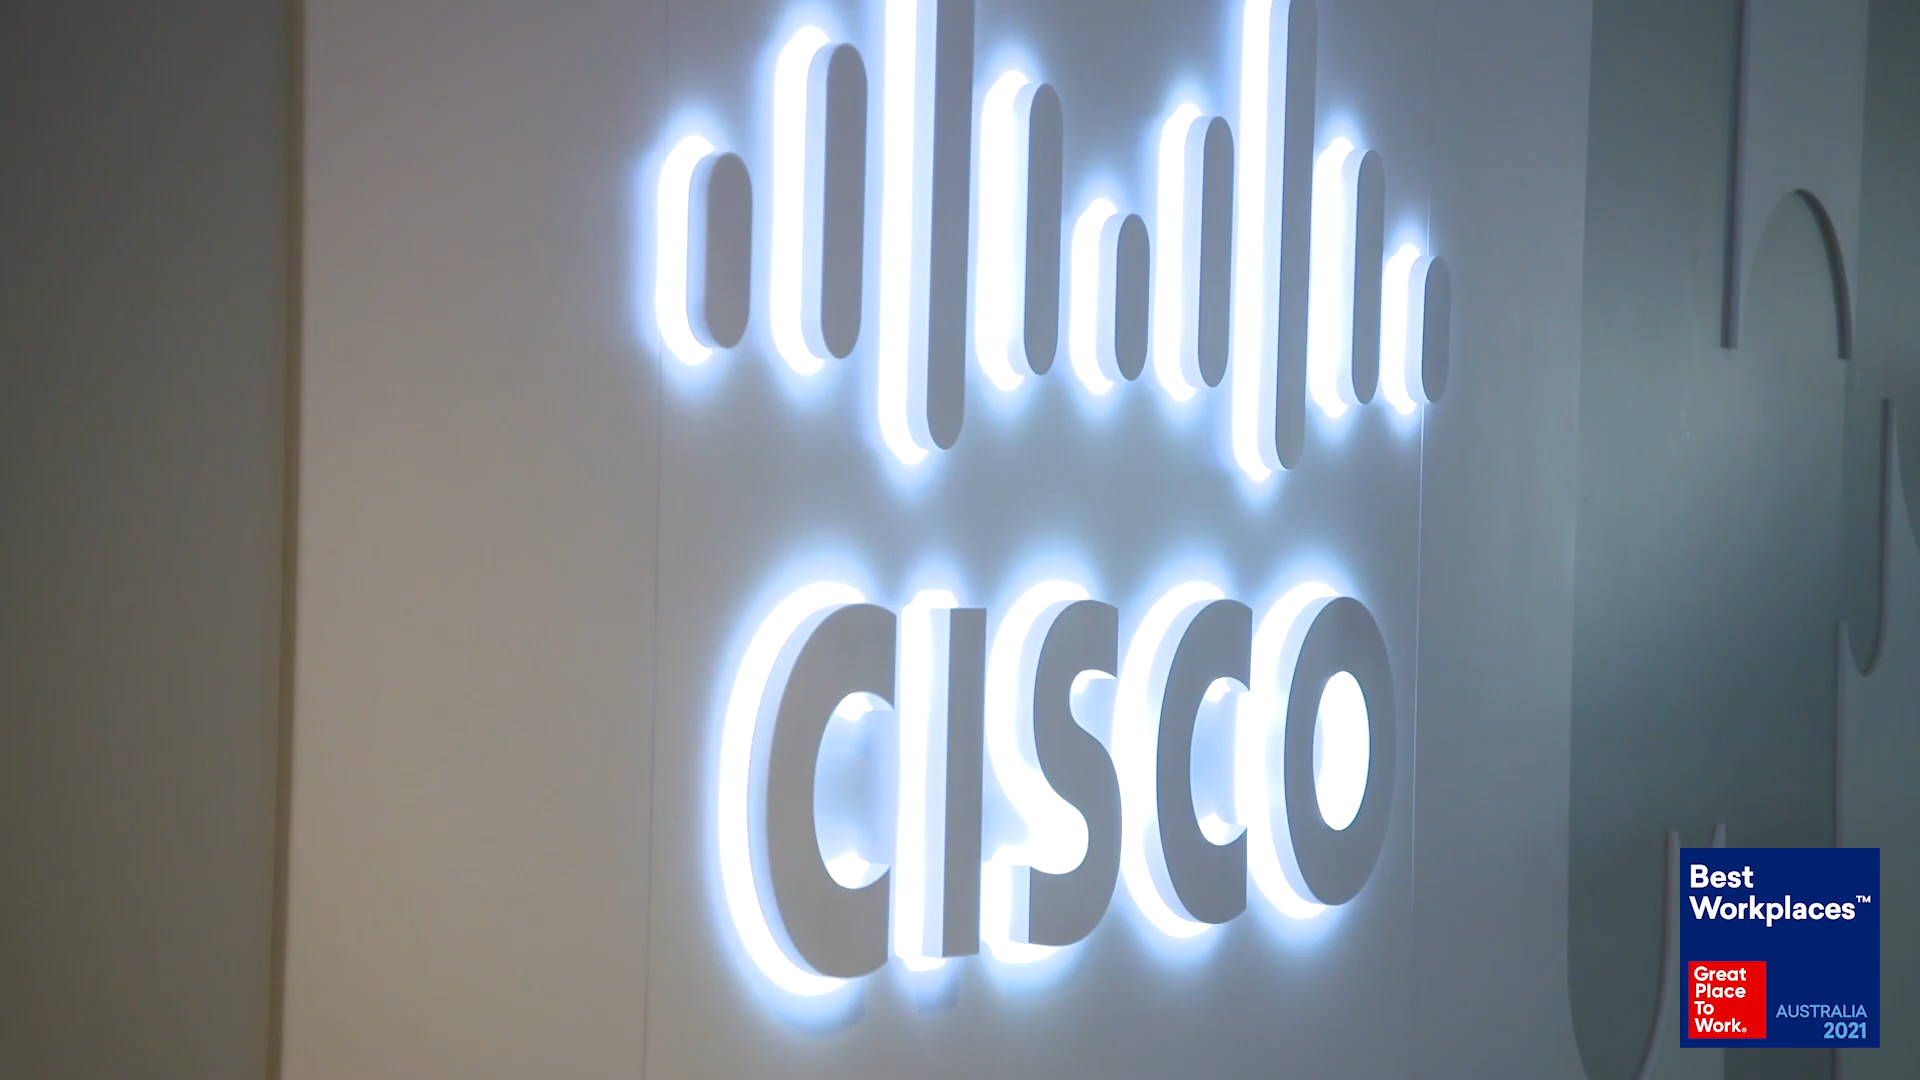 CISCO
Best
Workplaces™
Great
Place
To
Work.
AUSTRALIA
2021